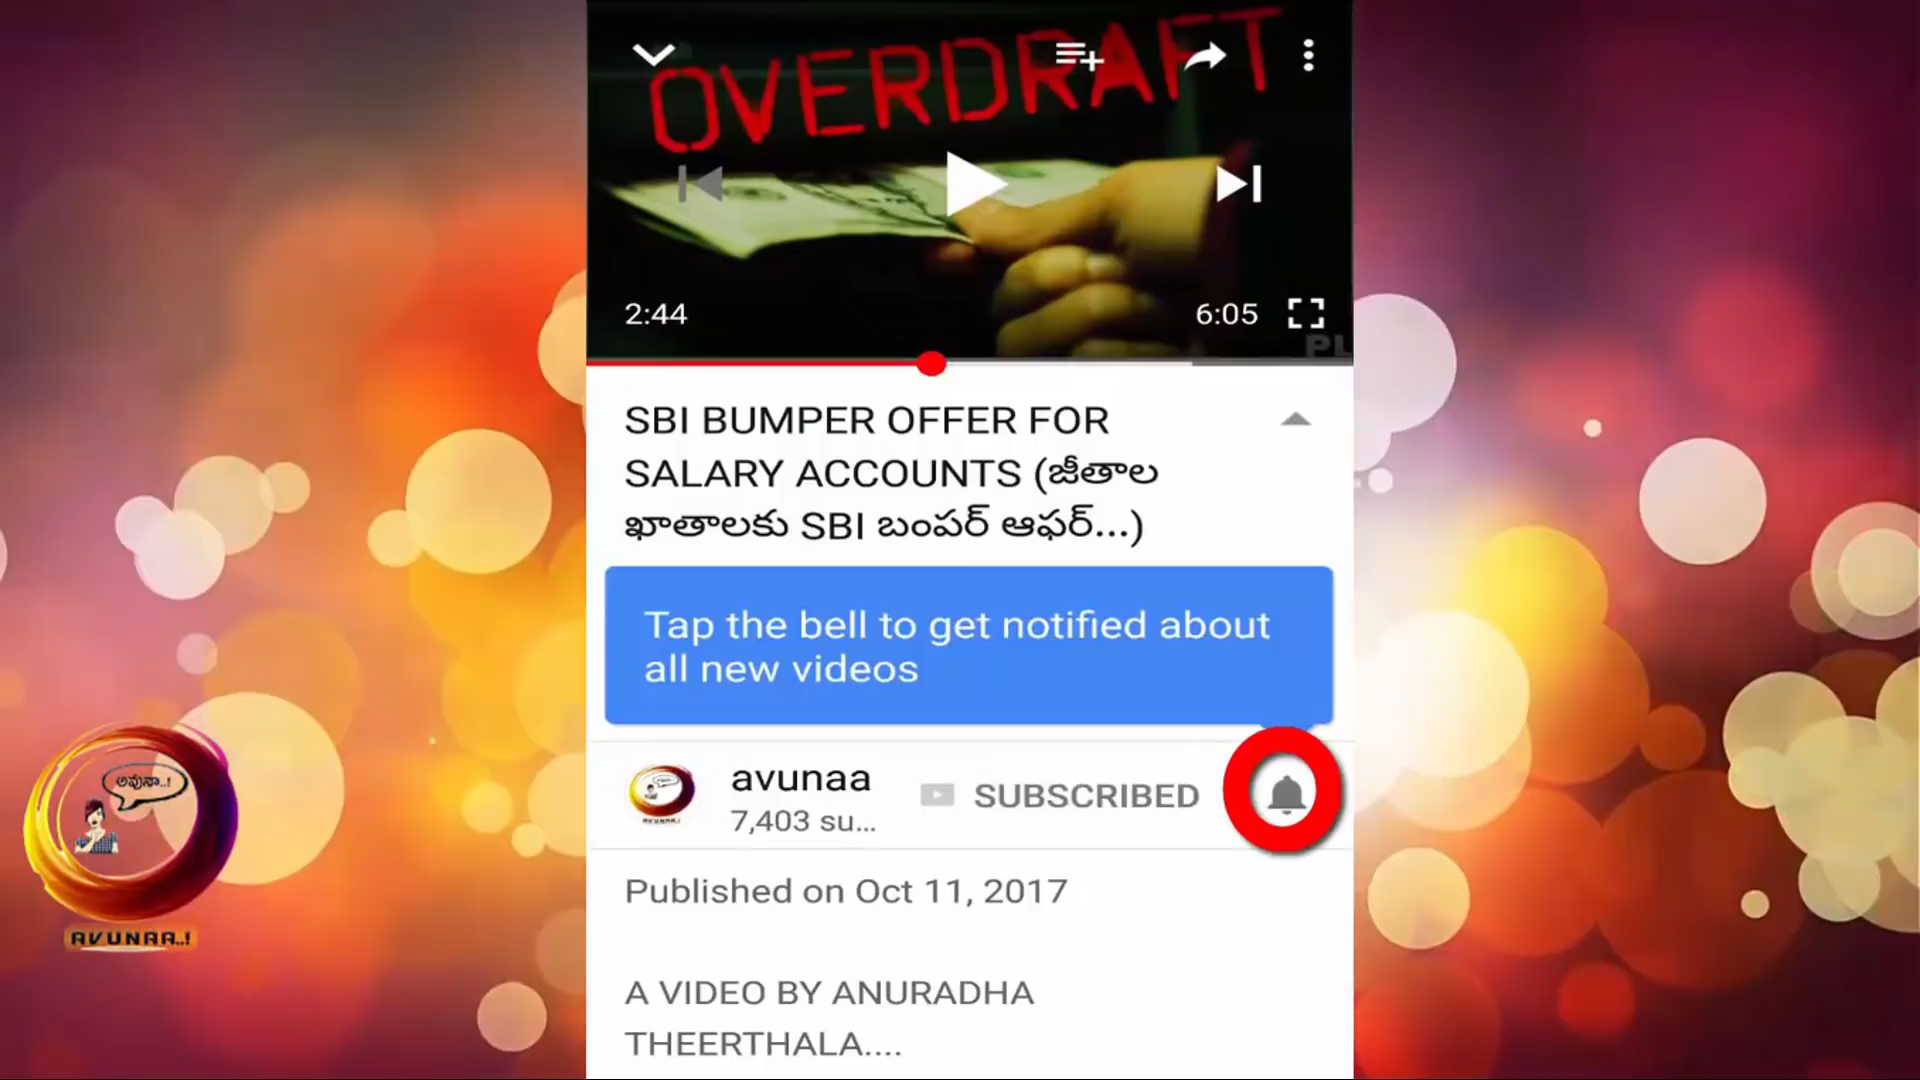 OVERDRAFT
2:44
6:05
PL
SBI BUMPER OFFER FOR
SALARY ACCOUNTS (జీతాల
ఖాతాలకు SBI బంపర్ ఆఫర్...)
Tap the bell to get notified about
all new videos
avunaa
SUBSCRIBED
7,403 su...
Published on Oct 11, 2017
A VIDEO BY ANURADHA
THEERTHALA....
అవునా..!
AVUNAA..!